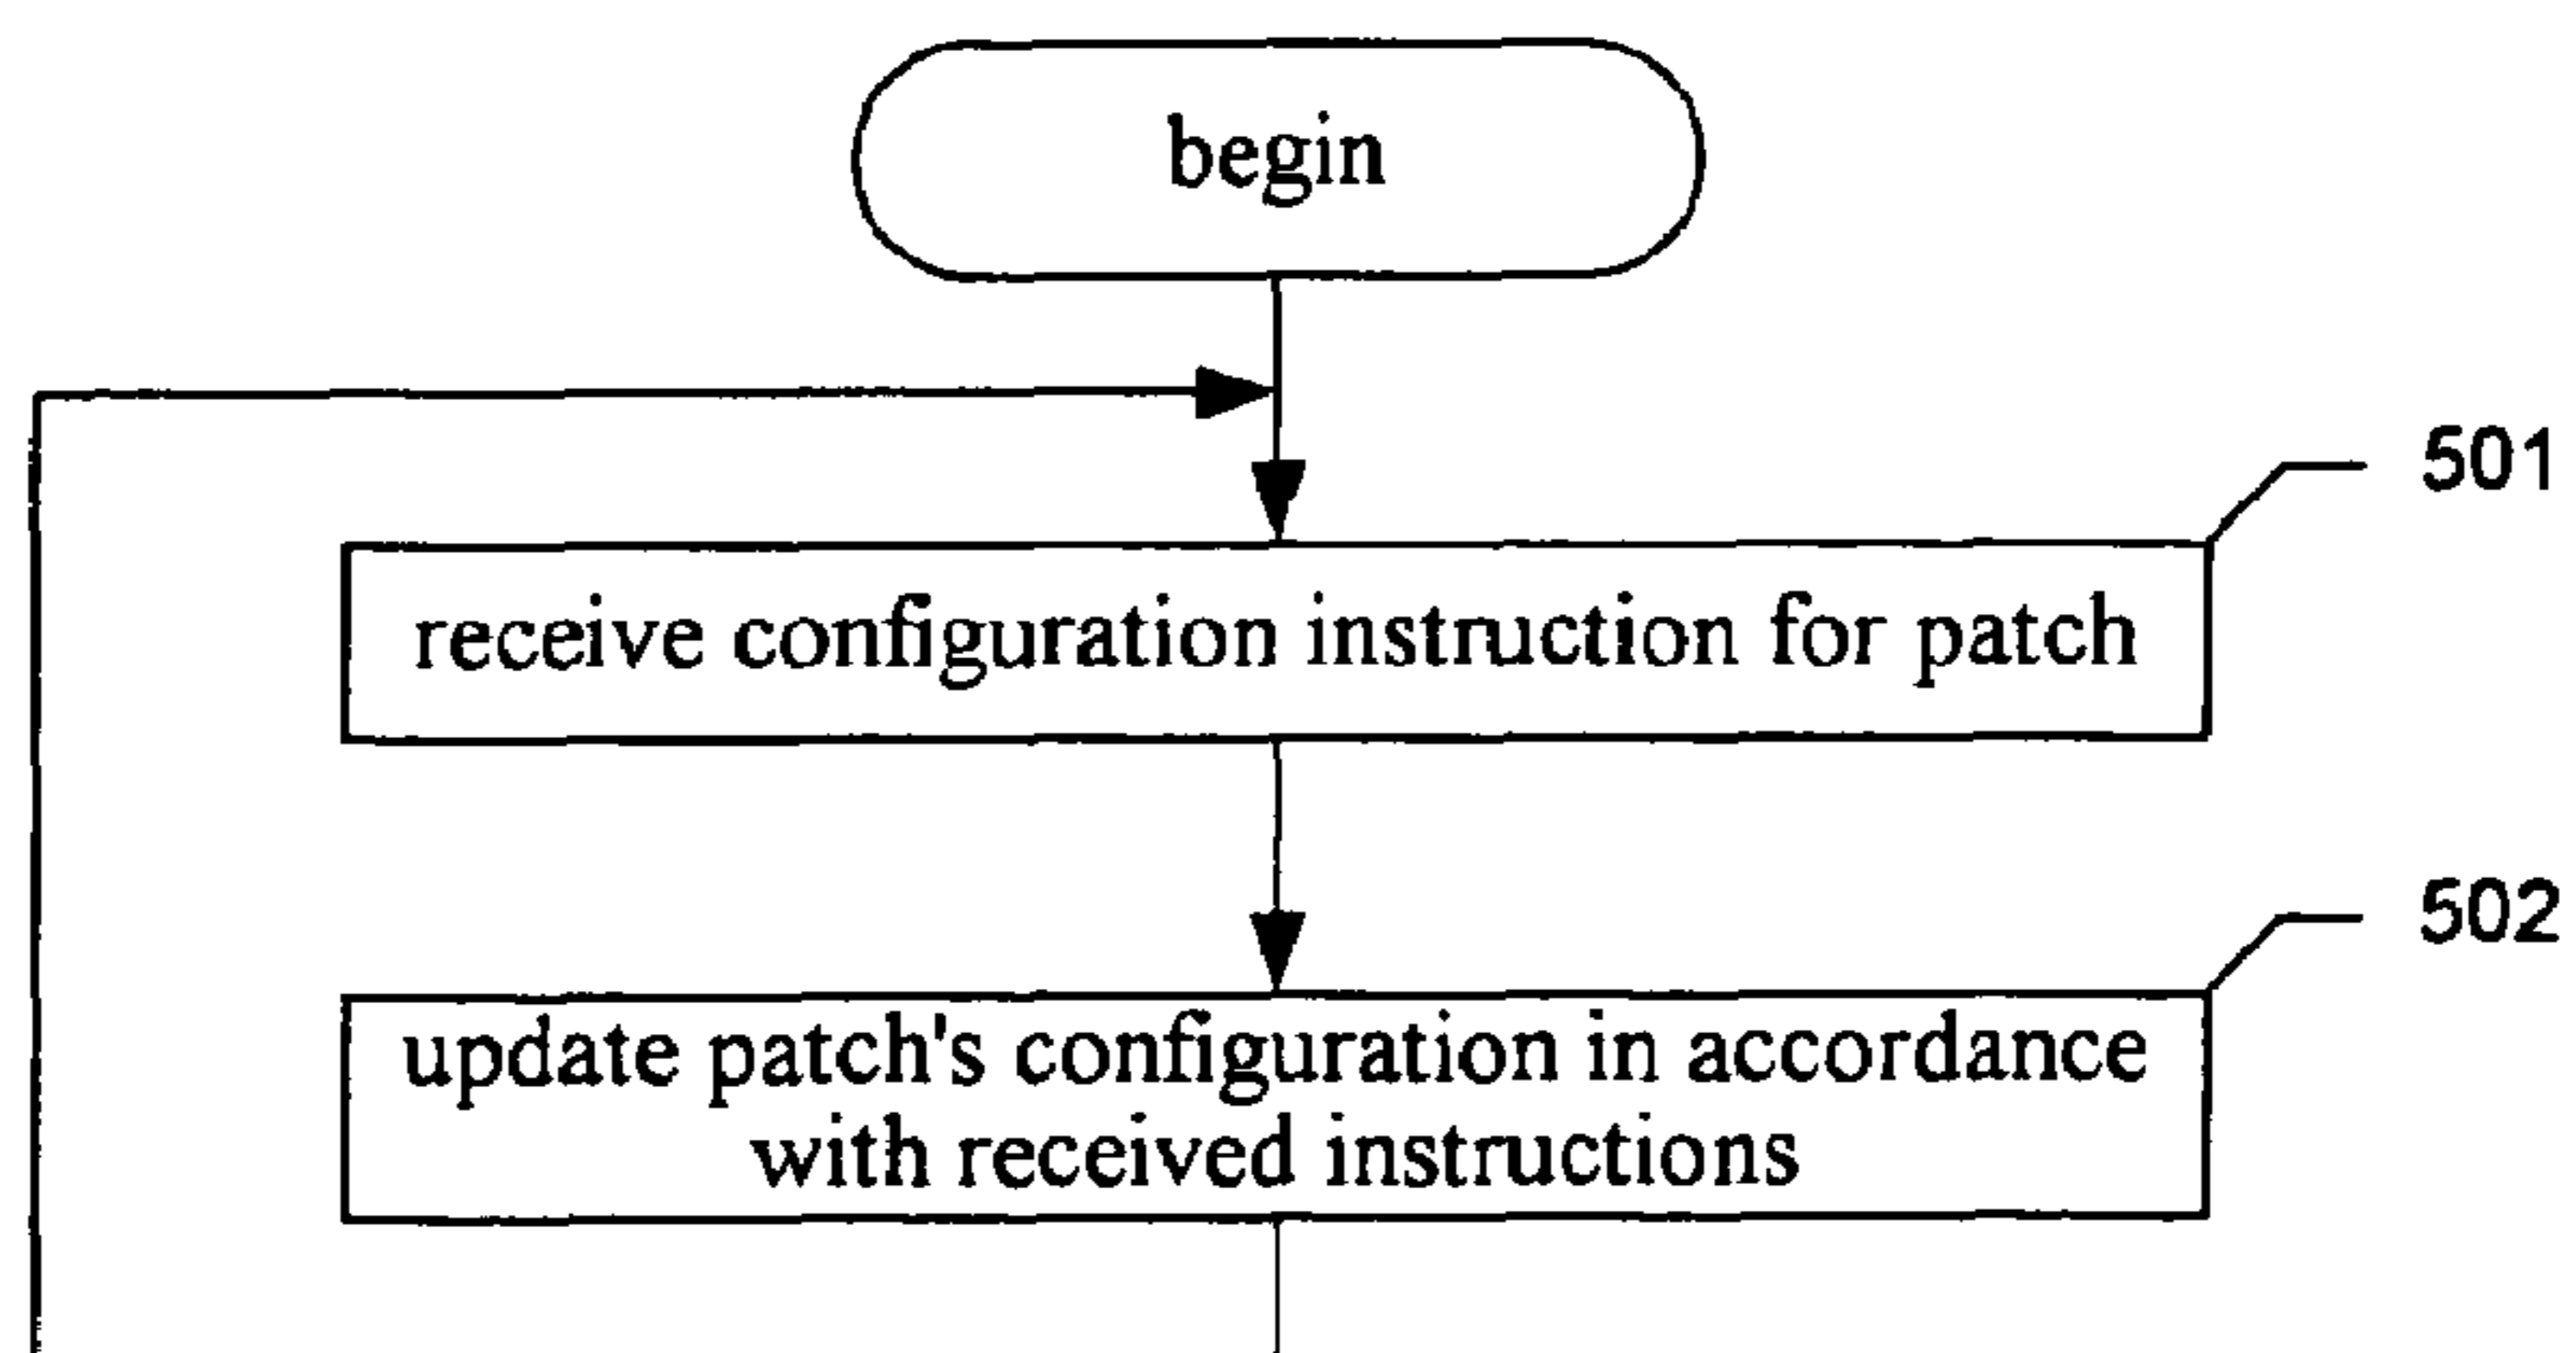 begin
501
receive configuration instruction for patch
502
update patch's configuration in accordance
with received instructions